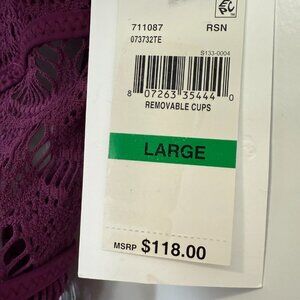 711087 RSN
073732TE
S133-0004
8 07263 35444 0
REMOVABLE CUPS
LARGE
MSRP $118.00